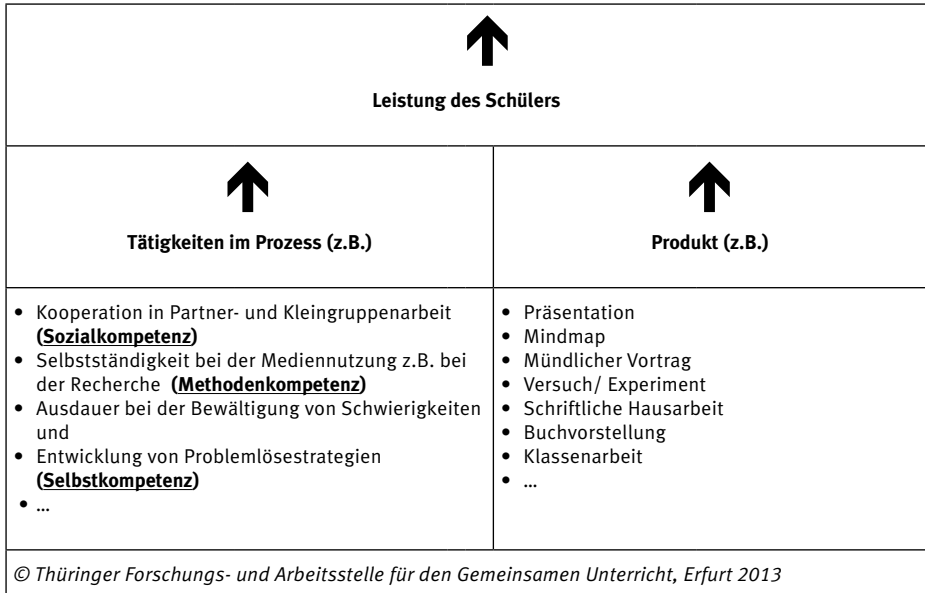 Leistung des Schülers
Tätigkeiten im Prozess (z.B.)
Produkt (z.B.)
• Kooperation in Partner- und Kleingruppenarbeit
(Sozialkompetenz)
• Selbstständigkeit bei der Mediennutzung z.B. bei
der Recherche (Methodenkompetenz)
• Ausdauer bei der Bewältigung von Schwierigkeiten
und
• Entwicklung von Problemlösestrategien
(Selbstkompetenz)
• ...
• Präsentation
• Mindmap
• Mündlicher Vortrag
• Versuch/ Experiment
• Schriftliche Hausarbeit
• Buchvorstellung
• Klassenarbeit
• ...
© Thüringer Forschungs- und Arbeitsstelle für den Gemeinsamen Unterricht, Erfurt 2013